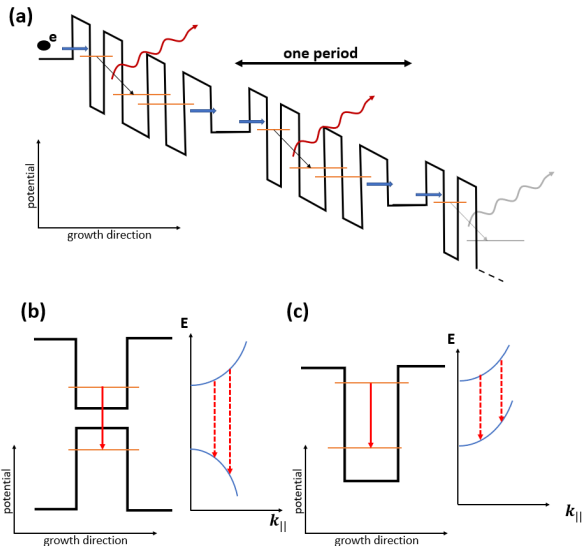 (a)
e
one period
potential
growth direction
(b)
(c)
E
E
potential
growth direction
k||
potential
growth direction
k||